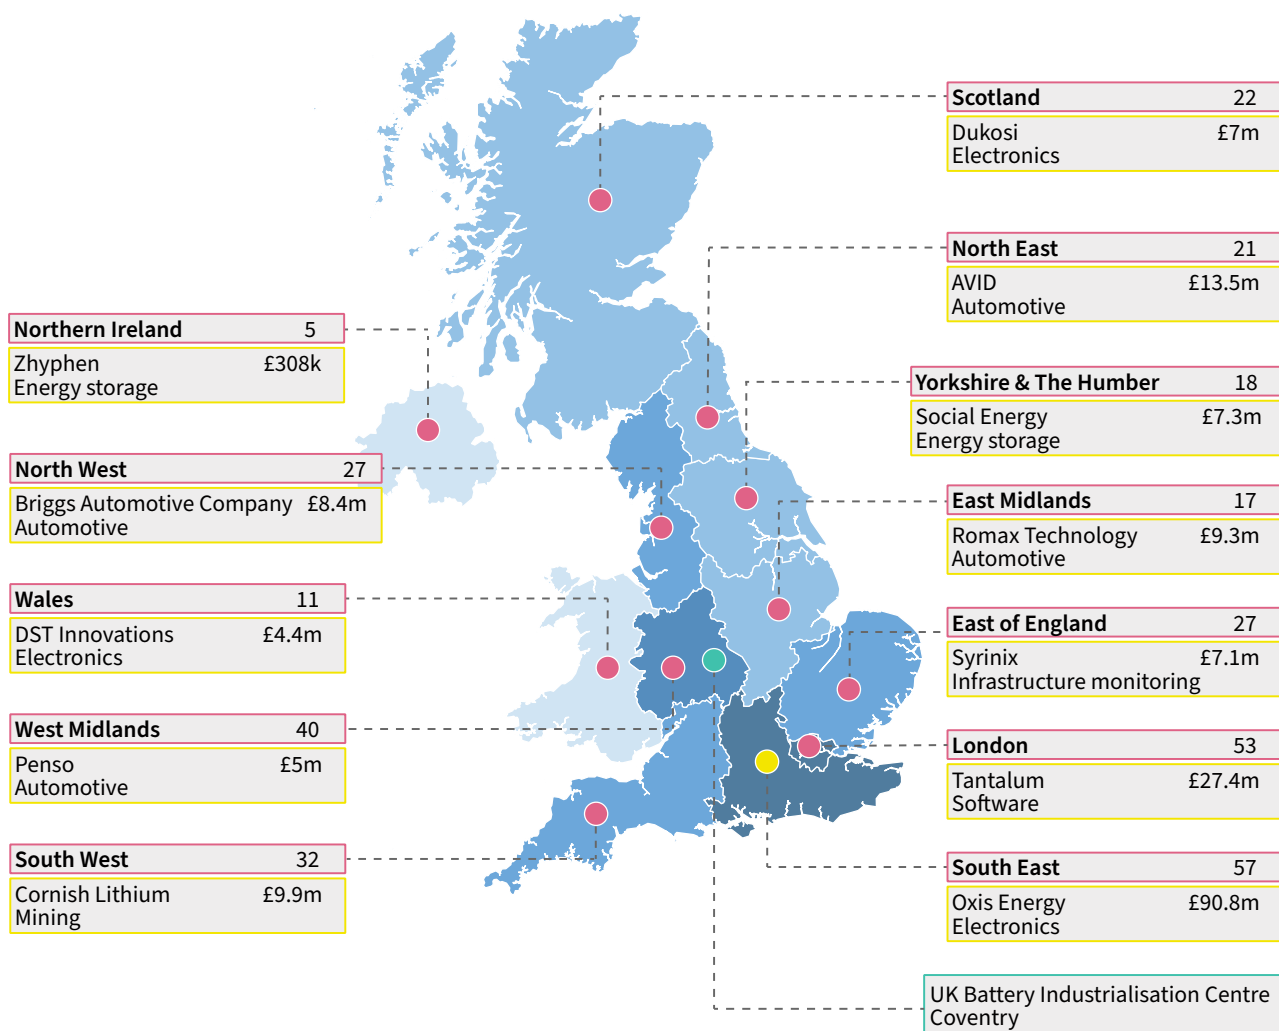 Scotland 22
Dukosi £7m
Electronics
North East 21
AVID £13.5m
Automotive
Northern Ireland 5
Zhyphen £308k
Energy storage
Yorkshire & The Humber 18
Social Energy £7.3m
Energy storage
North West 27
Briggs Automotive Company £8.4m
Automotive
East Midlands 17
Romax Technology £9.3m
Automotive
Wales 11
DST Innovations £4.4m
Electronics
East of England 27
Syrinix £7.1m
Infrastructure monitoring
West Midlands 40
Penso £5m
Automotive
London 53
Tantalum £27.4m
Software
South West 32
Cornish Lithium £9.9m
Mining
South East 57
Oxis Energy £90.8m
Electronics
UK Battery Industrialisation Centre
Coventry